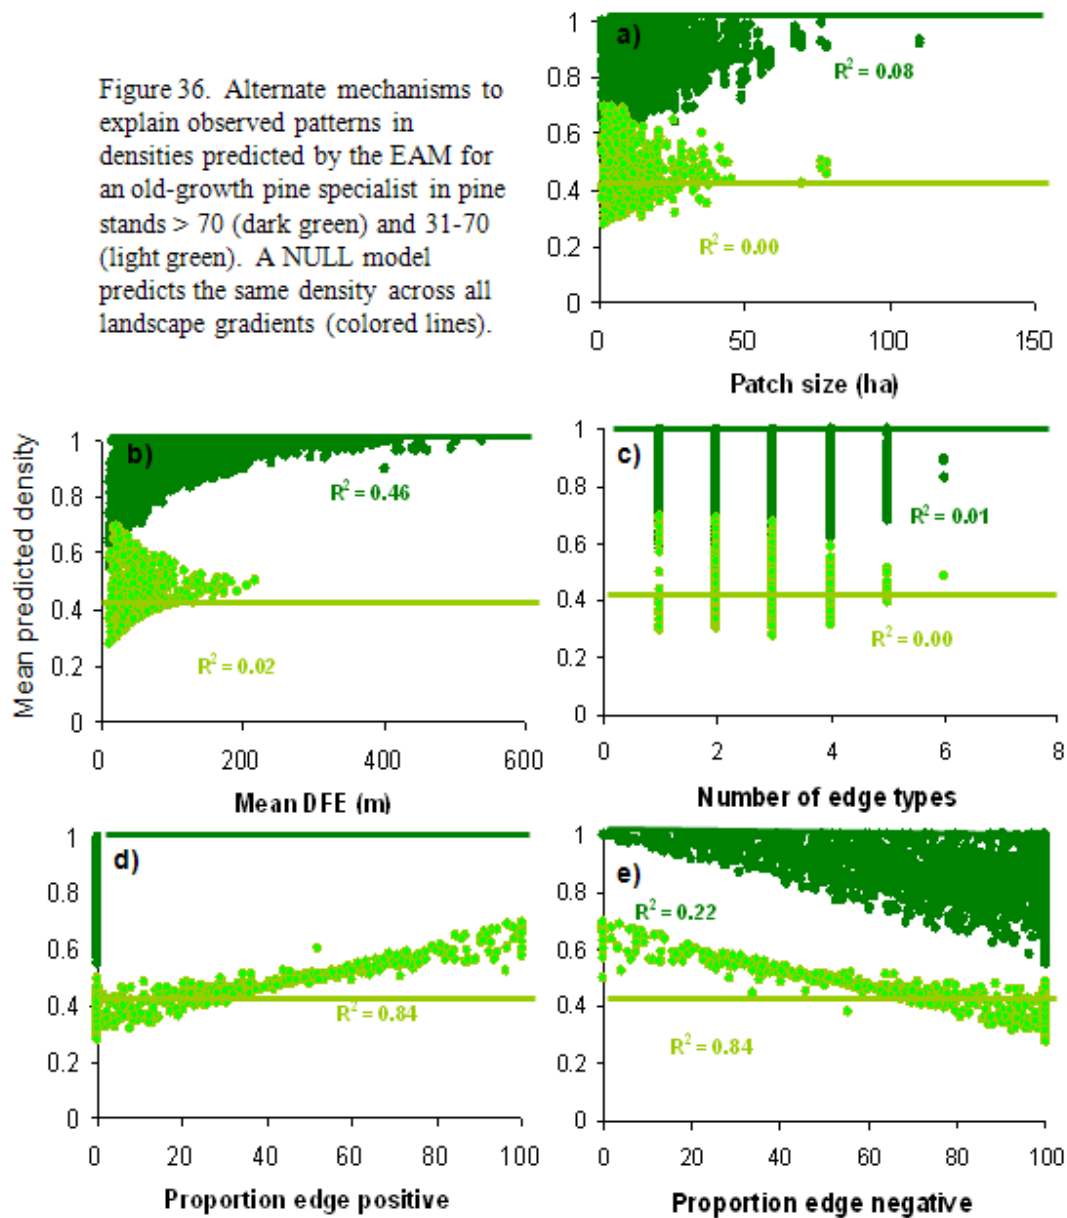 Figure 36. Alternate mechanisms to
explain observed patterns in
densities predicted by the EAM for
an old-growth pine specialist in pine
stands > 70 (dark green) and 31-70
(light green). A NULL model
predicts the same density across all
landscape gradients (colored lines).
a)
1
0.8
0.6
0.4
0.2
0
R² = 0.08
R² = 0.00
0 50 100 150
Patch size (ha)
Mean predicted density
b)
1
0.8
0.6
0.4
0.2
0
R² = 0.46
R² = 0.02
0 200 400 600
Mean DFE (m)
c)
1
0.8
0.6
0.4
0.2
0
R² = 0.01
R² = 0.00
0 2 4 6 8
Number of edge types
d)
1
0.8
0.6
0.4
0.2
0
R² = 0.84
0 20 40 60 80 100
Proportion edge positive
e)
1
0.8
0.6
0.4
0.2
0
R² = 0.22
R² = 0.84
0 20 40 60 80 100
Proportion edge negative